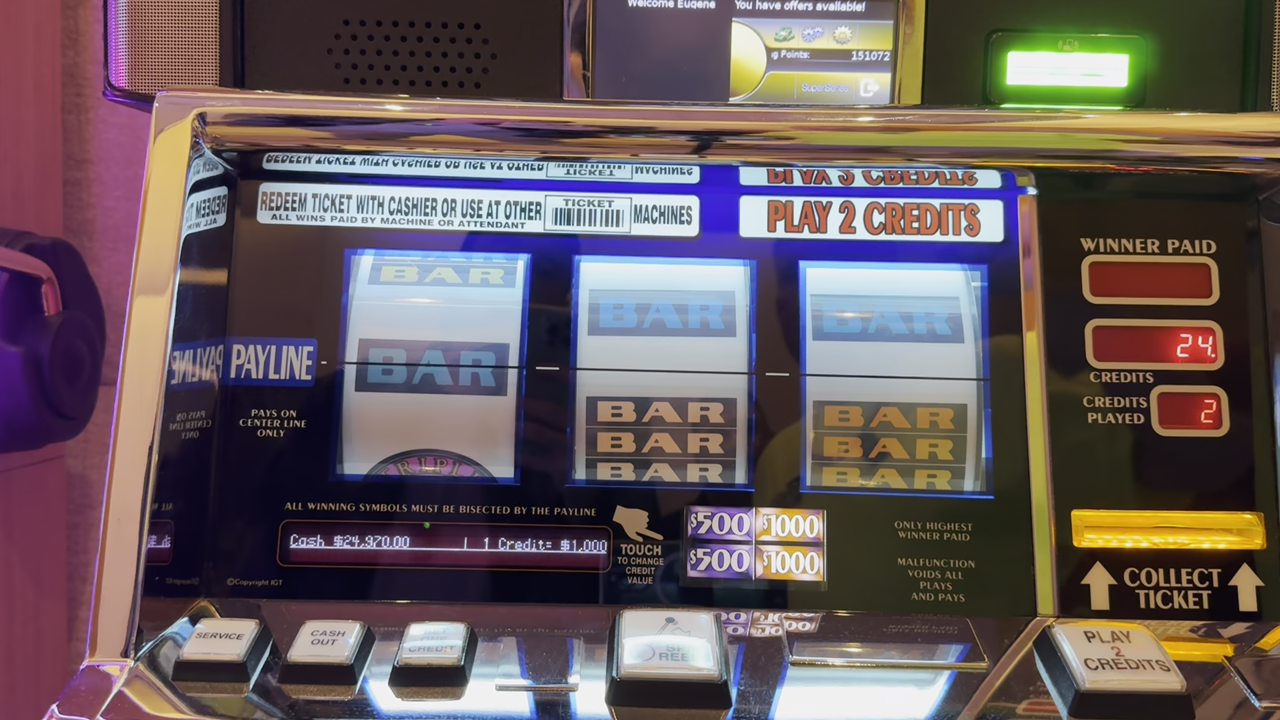 Welcome Eugene
You have offers available!
g Points: 151072
SuperSeries
REDEEM TICKET WITH CASHIER OR USE AT OTHER MACHINES
TICKET
ALL WINS PAID BY MACHINE OR ATTENDANT
PLAY 2 CREDITS
WINNER PAID
24
CREDITS
CREDITS PLAYED
2
BAR
BAR
BAR
BAR
PAYLINE
PAYS ON
CENTER LINE
ONLY
TRIPL
BAR
BAR
BAR
BAR
BAR
BAR
ALL WINNING SYMBOLS MUST BE BISECTED BY THE PAYLINE
Cash $24,970.00 | 1 Credit= $1,000
TOUCH
TO CHANGE
CREDIT
VALUE
$500 $1000
$500 $1000
ONLY HIGHEST
WINNER PAID
MALFUNCTION
VOIDS ALL
PLAYS
AND PAYS
©Copyright IGT
COLLECT
TICKET
SERVICE
CASH
OUT
CREDIT
PLAY
2
CREDITS